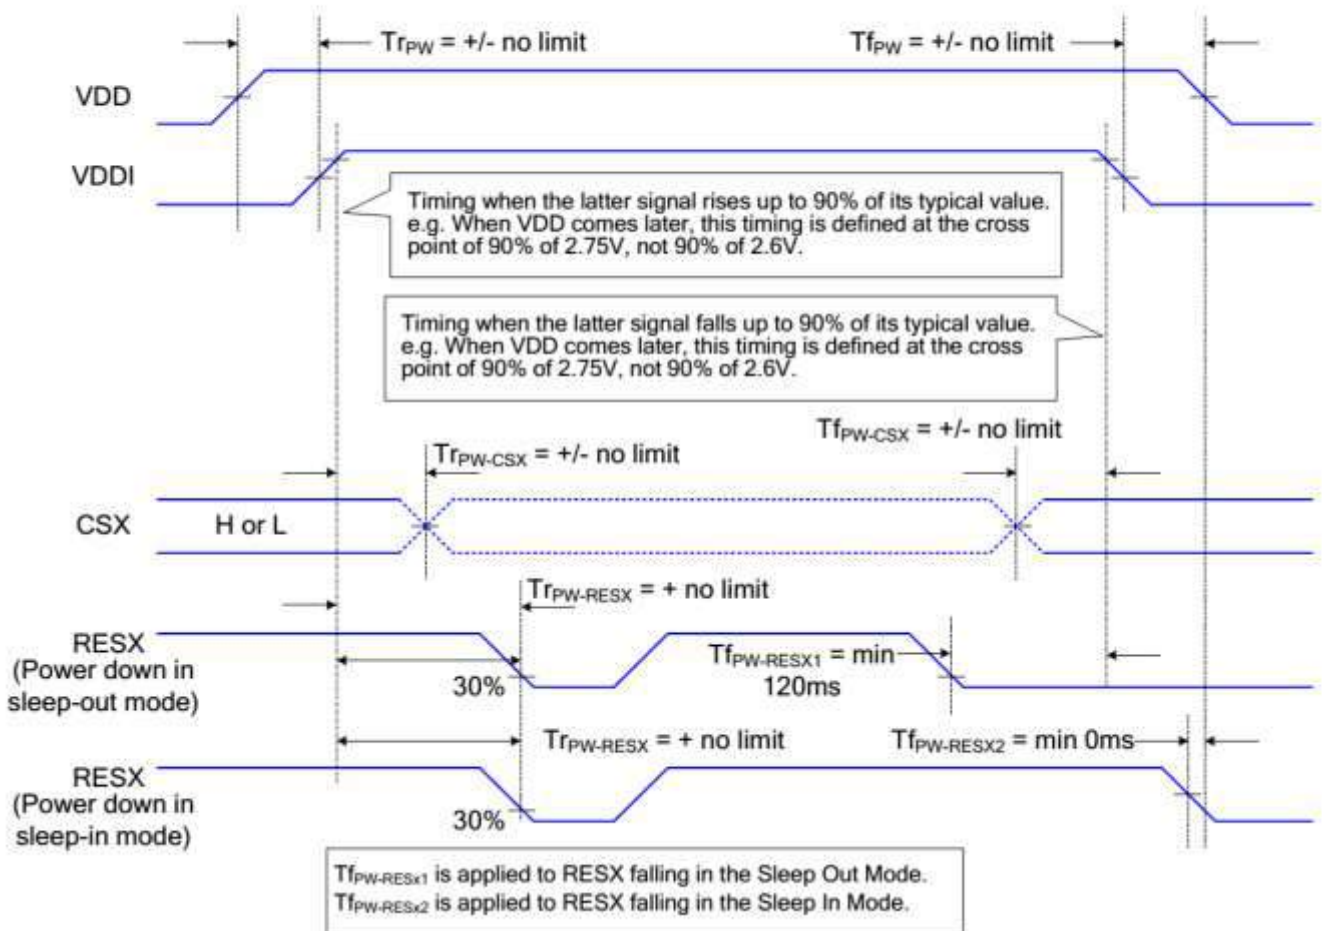 TrPW = +/- no limit
TfPW = +/- no limit
VDD
VDDI
Timing when the latter signal rises up to 90% of its typical value.
e.g. When VDD comes later, this timing is defined at the cross
point of 90% of 2.75V, not 90% of 2.6V.
Timing when the latter signal falls up to 90% of its typical value.
e.g. When VDD comes later, this timing is defined at the cross
point of 90% of 2.75V, not 90% of 2.6V.
TfPW-CSX = +/- no limit
TrPW-CSX = +/- no limit
CSX
H or L
TrPW-RESX = + no limit
RESX
(Power down in
sleep-out mode)
30%
TfPW-RESX1 = min
120ms
TrPW-RESX = + no limit
TfPW-RESX2 = min 0ms
RESX
(Power down in
sleep-in mode)
30%
TfPW-RESx1 is applied to RESX falling in the Sleep Out Mode.
TfPW-RESx2 is applied to RESX falling in the Sleep In Mode.